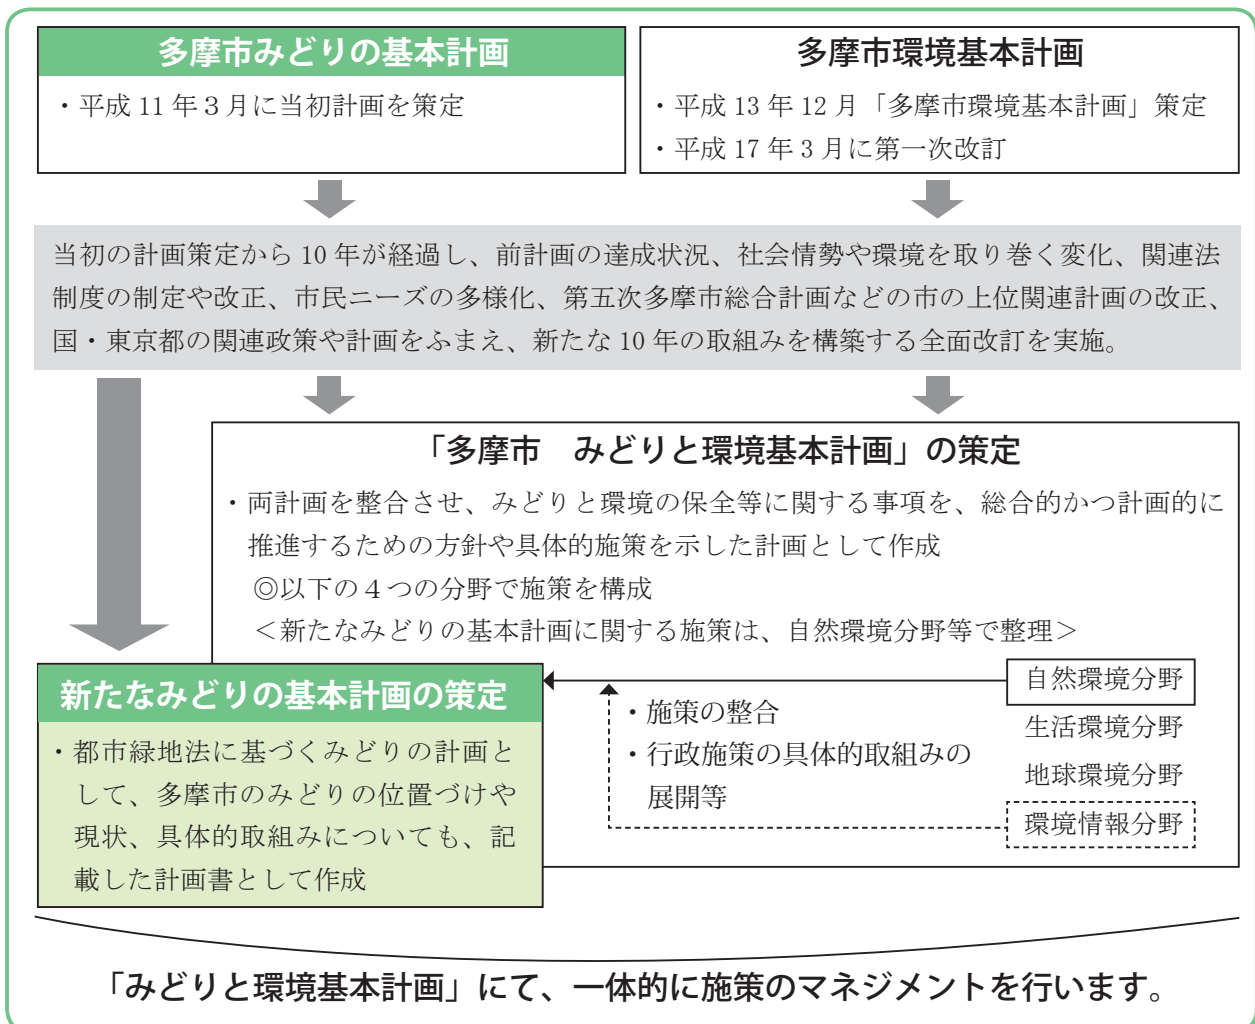 多摩市みどりの基本計画
・平成 11 年３月に当初計画を策定
多摩市環境基本計画
・平成 13 年 12 月「多摩市環境基本計画」策定
・平成 17 年 3 月に第一次改訂
当初の計画策定から 10 年が経過し、前計画の達成状況、社会情勢や環境を取り巻く変化、関連法
制度の制定や改正、市民ニーズの多様化、第五次多摩市総合計画などの市の上位関連計画の改正、
国・東京都の関連政策や計画をふまえ、新たな 10 年の取組みを構築する全面改訂を実施。
「多摩市　みどりと環境基本計画」の策定
・両計画を整合させ、みどりと環境の保全等に関する事項を、総合的かつ計画的に
推進するための方針や具体的施策を示した計画として作成
◎以下の４つの分野で施策を構成
＜新たなみどりの基本計画に関する施策は、自然環境分野等で整理＞
新たなみどりの基本計画の策定
・都市緑地法に基づくみどりの計画と
して、多摩市のみどりの位置づけや
現状、具体的取組みについても、記
載した計画書として作成
・施策の整合
・行政施策の具体的取組みの
展開等
自然環境分野
生活環境分野
地球環境分野
環境情報分野
「みどりと環境基本計画」にて、一体的に施策のマネジメントを行います。